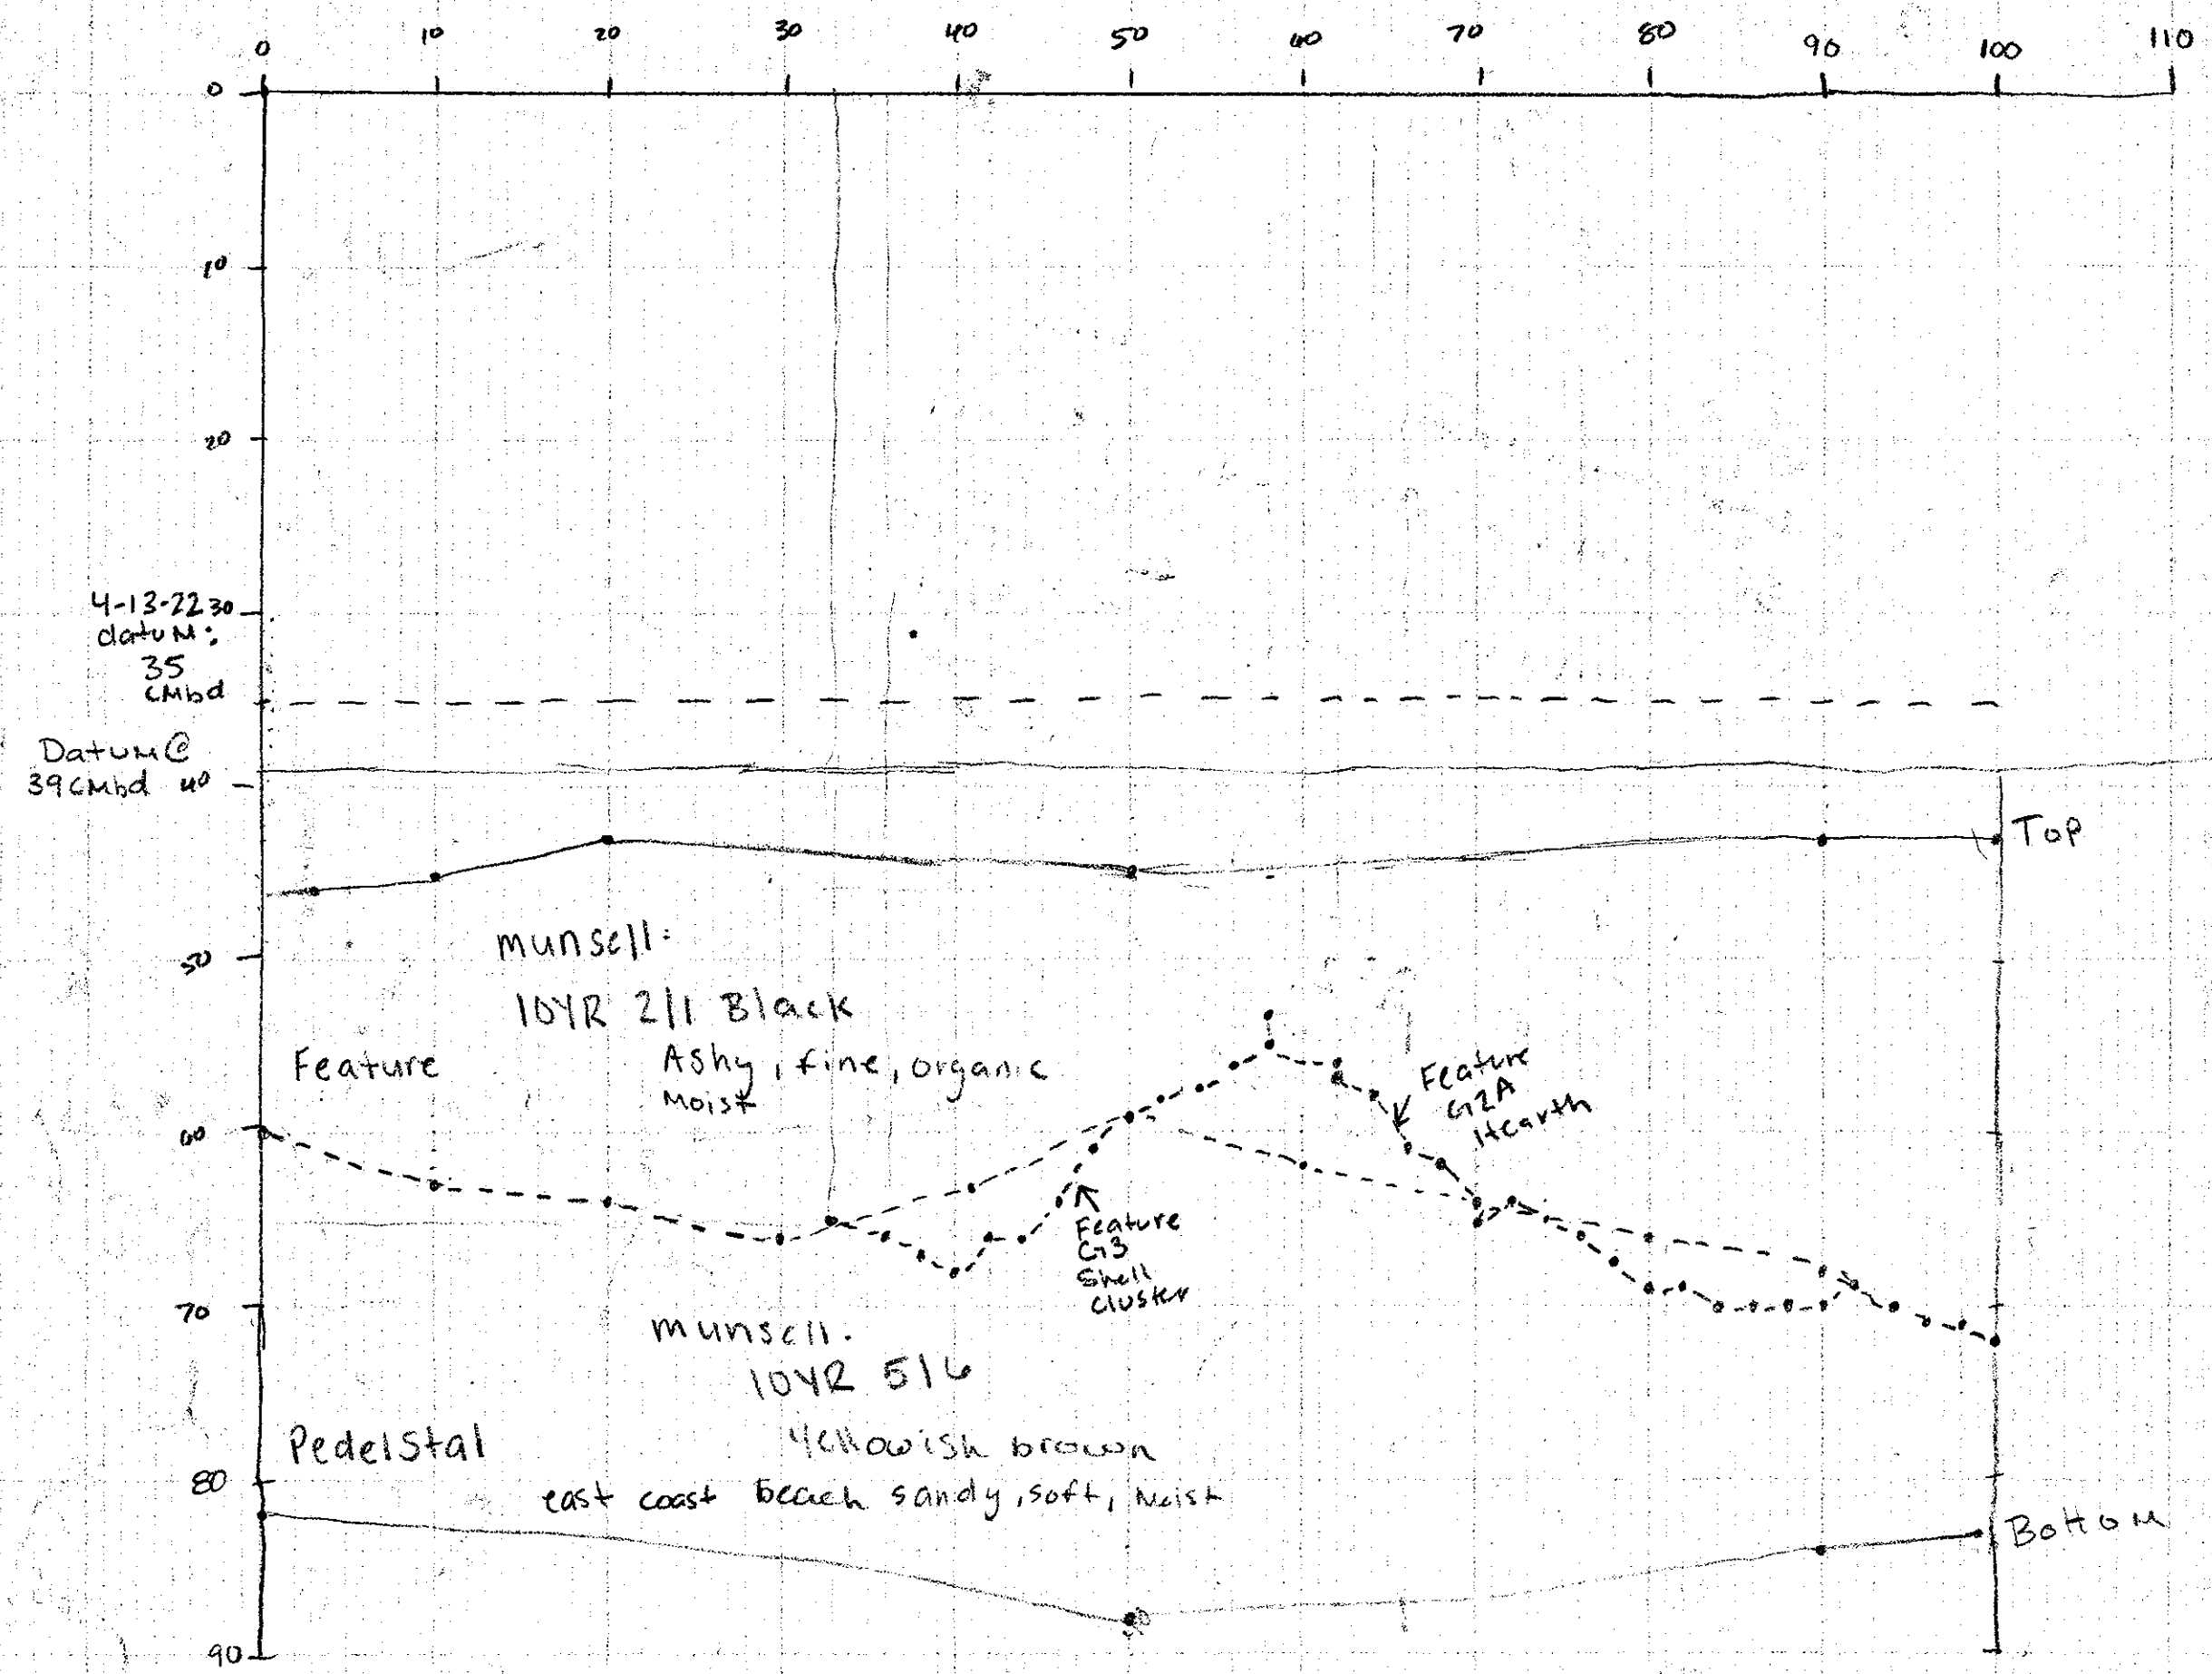 0 10 20 30 40 50 60 70 80 90 100 110
0
10
20
4-13-22 30
datum:
35
cmbd
Datum@
39cmbd 40
Top
munsell:
50
10YR 2/1 Black
Feature
Ashy, fine, organic
Moist
Feature
G2A
Hearth
60
Feature
G3
Shell
cluster
70
munsell.
10YR 5/6
Pedelstal
Yellowish brown
80
east coast beach sandy, soft, Moist
Bottom
90